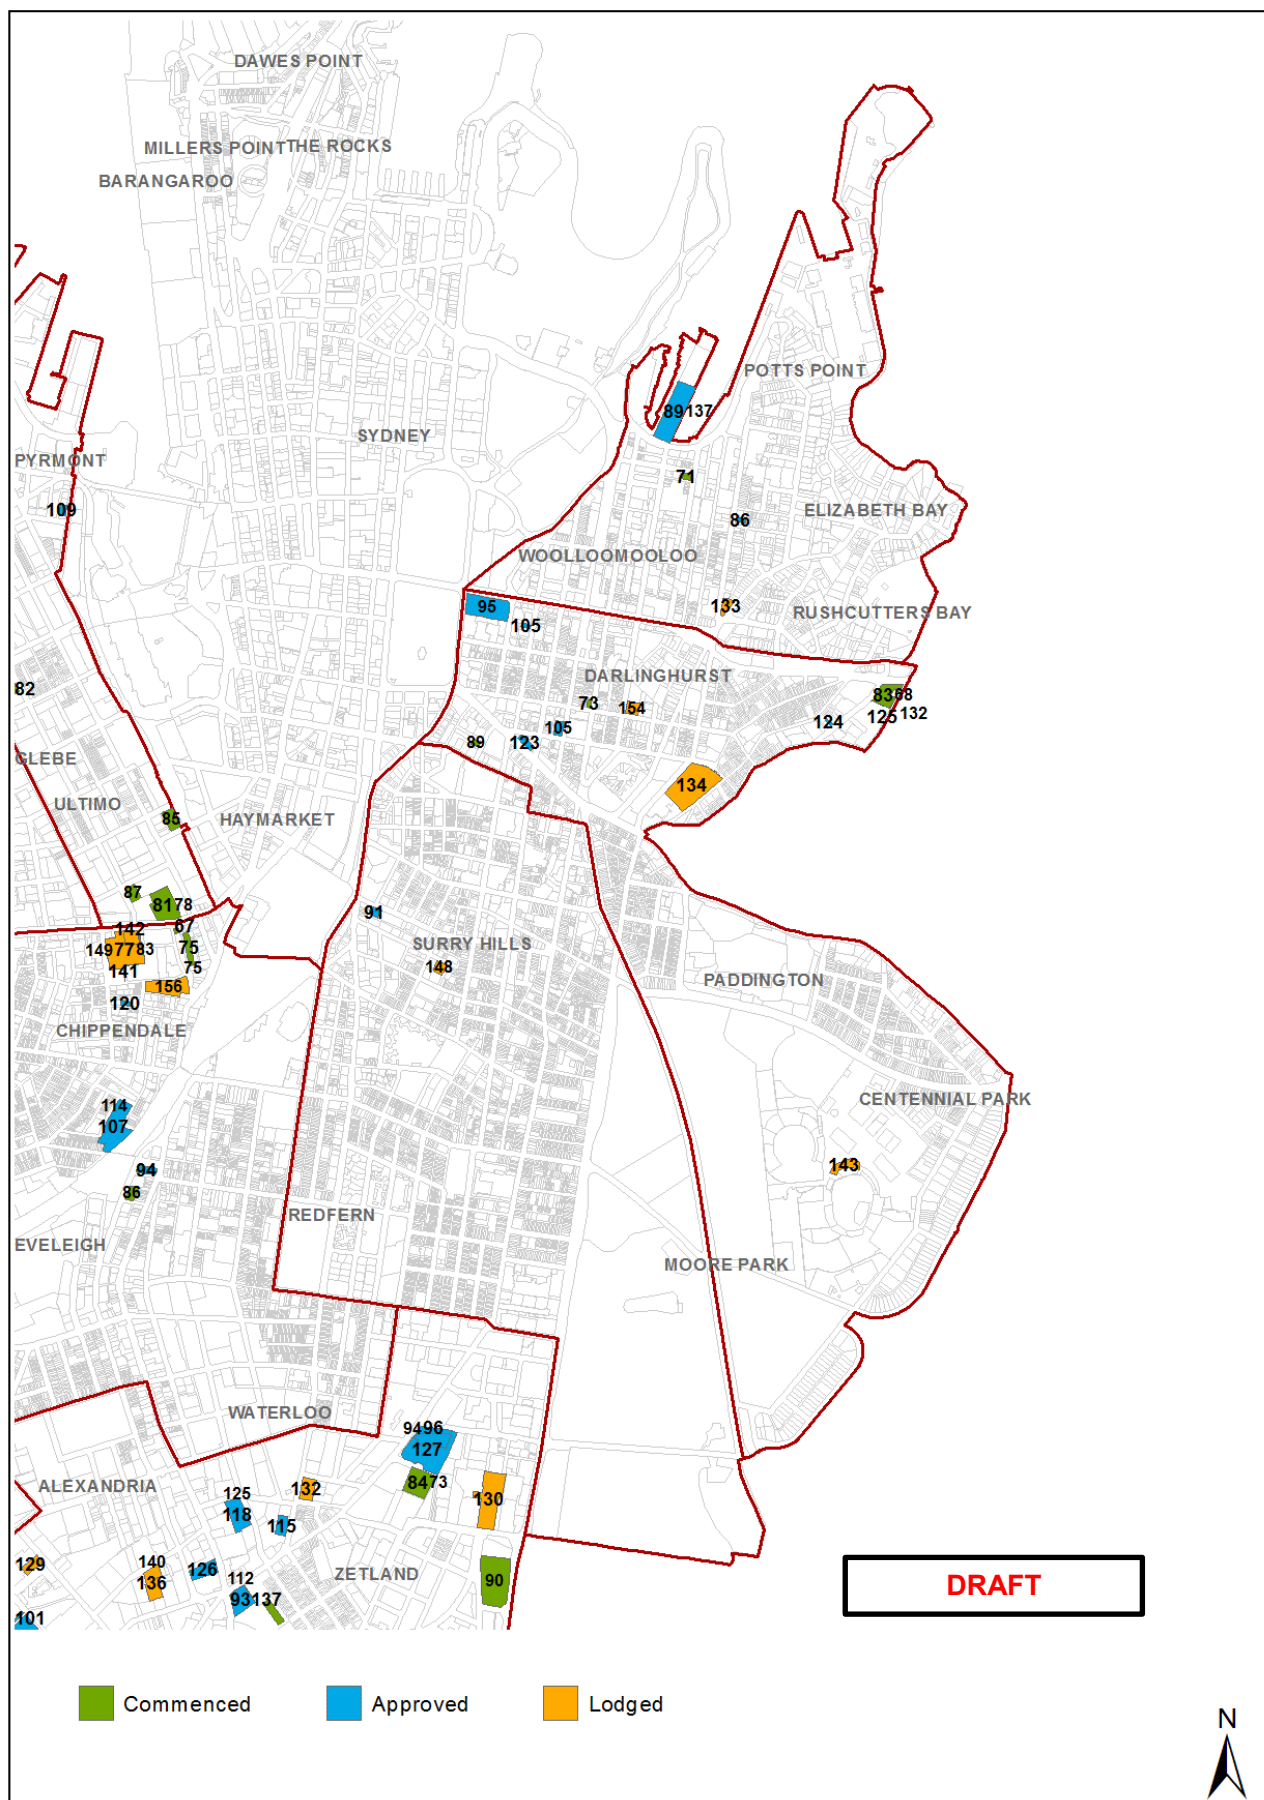 DAWES POINT
MILLERS POINT
THE ROCKS
BARANGAROO
POTTS POINT
89
137
SYDNEY
PYRMONT
71
109
86
ELIZABETH BAY
WOOLLOOMOOLOO
95
133
RUSHCUTTERS BAY
105
DARLINGHURST
82
83
68
73
154
125
132
124
105
89
123
GLEBE
134
ULTIMO
85
HAYMARKET
87
81
78
91
67
142
149
77
83
75
SURRY HILLS
141
75
148
156
PADDINGTON
120
CHIPPENDALE
114
CENTENNIAL PARK
107
94
143
86
REDFERN
EVELEIGH
MOORE PARK
WATERLOO
94
96
127
ALEXANDRIA
84
73
132
125
130
118
115
129
140
126
ZETLAND
136
112
90
DRAFT
93
137
101
Commenced
Approved
Lodged
N